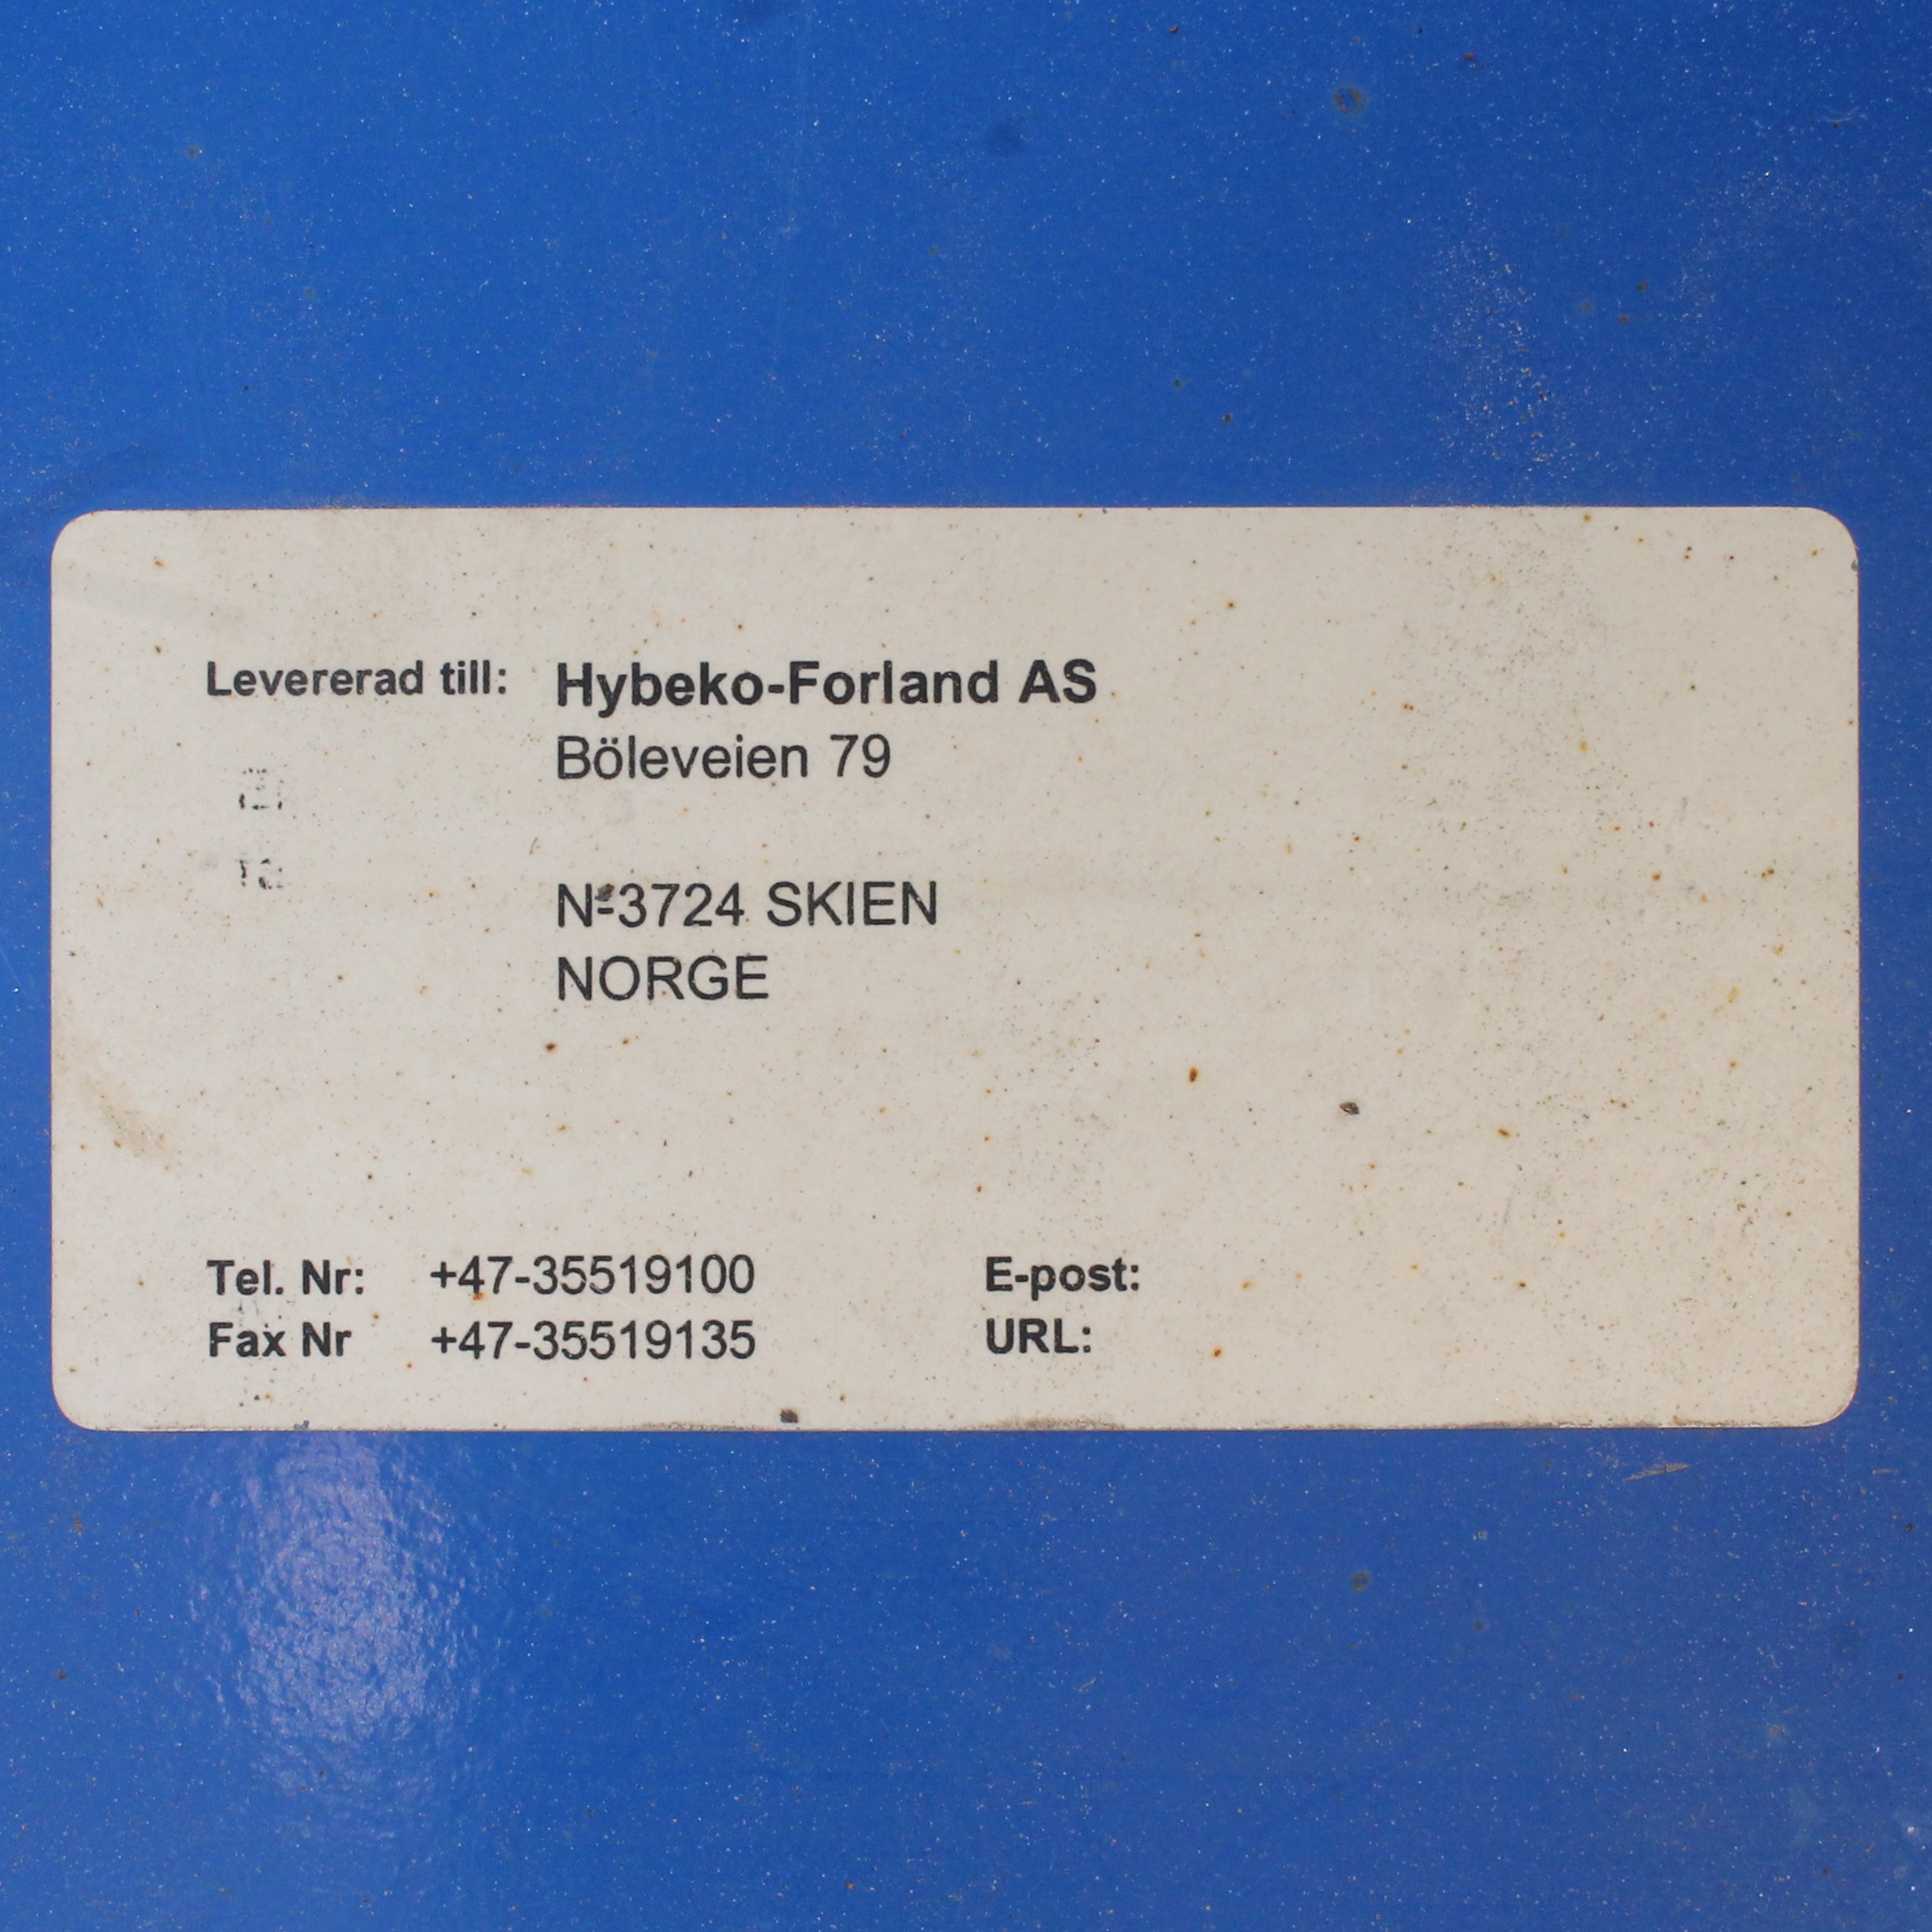 Levererad till: Hybeko-Forland AS
Böleveien 79
N-3724 SKIEN
NORGE
Tel. Nr: +47-35519100 E-post:
Fax Nr +47-35519135 URL: